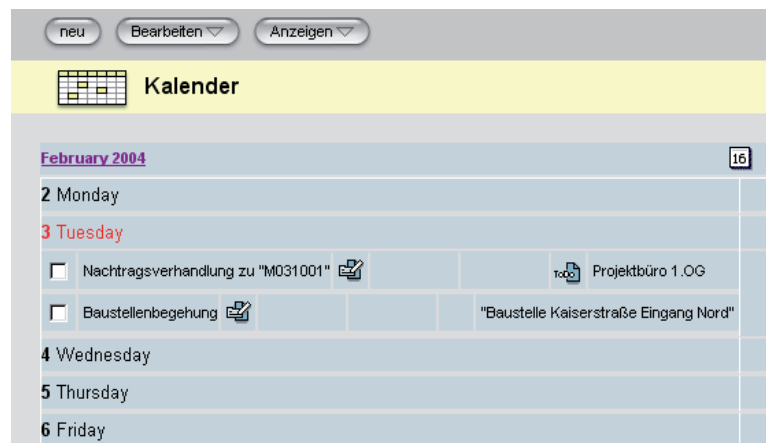 neu Bearbeiten Anzeigen
Kalender
February 2004 16
2 Monday
3 Tuesday
Nachtragsverhandlung zu "M031001" ToDo Projektbüro 1.OG
Baustellenbegehung "Baustelle Kaiserstraße Eingang Nord"
4 Wednesday
5 Thursday
6 Friday